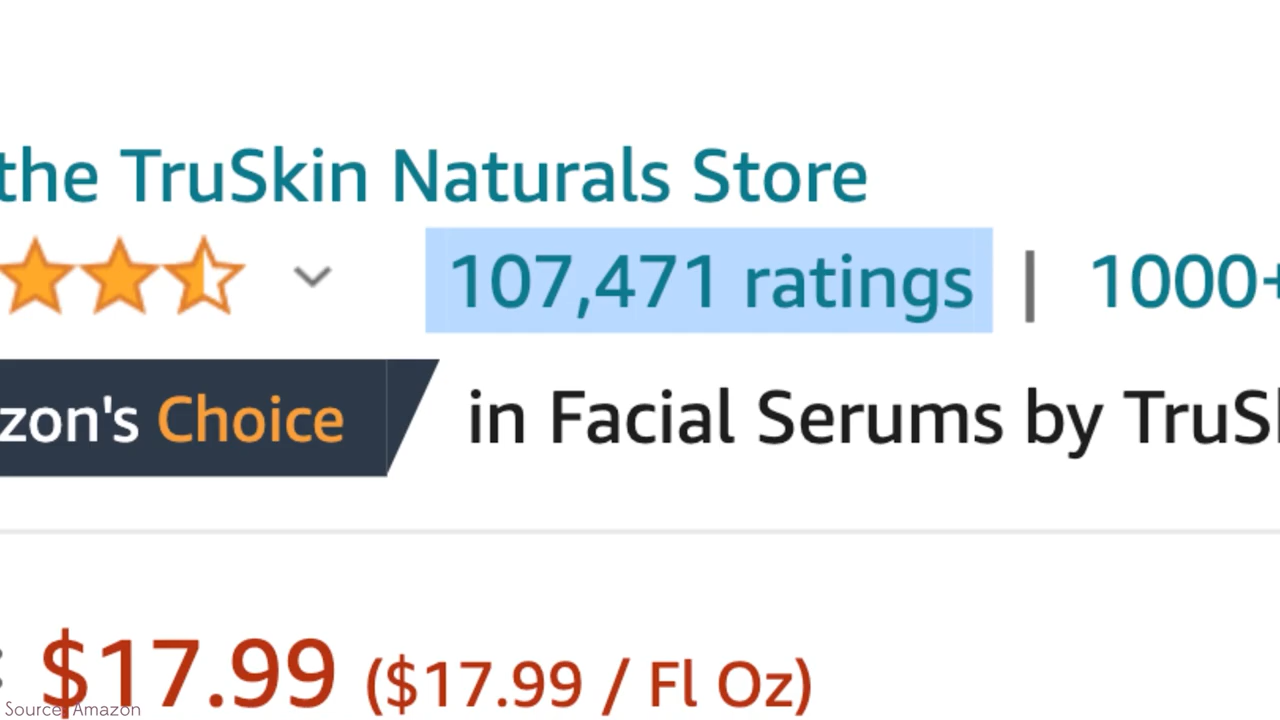 the TruSkin Naturals Store
107,471 ratings | 1000+
zon's Choice in Facial Serums by TruSk
$17.99 ($17.99 / Fl Oz)
Source: Amazon